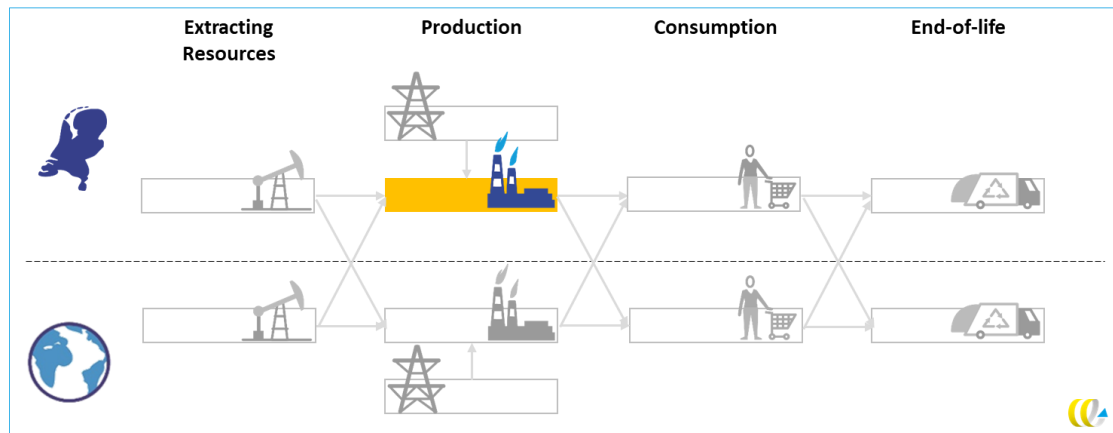 Extracting
Resources
Production
Consumption
End-of-life